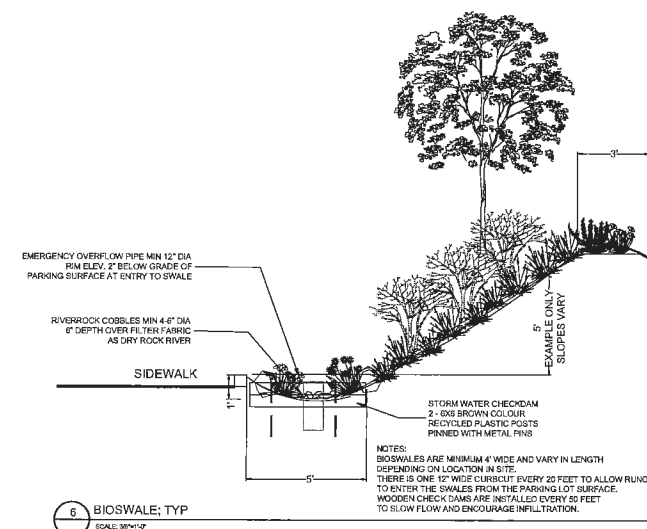 3'
EMERGENCY OVERFLOW PIPE MIN 12" DIA
RIM ELEV. 2" BELOW GRADE OF
PARKING SURFACE AT ENTRY TO SWALE
RIVERROCK COBBLES MIN 4-6" DIA
6" DEPTH OVER FILTER FABRIC
AS DRY ROCK RIVER
5'
EXAMPLE ONLY
SLOPES VARY
SIDEWALK
1'
STORM WATER CHECKDAM
2 - 6X6 BROWN COLOUR
RECYCLED PLASTIC POSTS
PINNED WITH METAL PINS
5'
NOTES:
BIOSWALES ARE MINIMUM 4' WIDE AND VARY IN LENGTH
DEPENDING ON LOCATION IN SITE.
THERE IS ONE 12" WIDE CURBCUT EVERY 20 FEET TO ALLOW RUNO
TO ENTER THE SWALES FROM THE PARKING LOT SURFACE.
WOODEN CHECK DAMS ARE INSTALLED EVERY 50 FEET
TO SLOW FLOW AND ENCOURAGE INFILLTRATION.
6 BIOSWALE; TYP
SCALE: